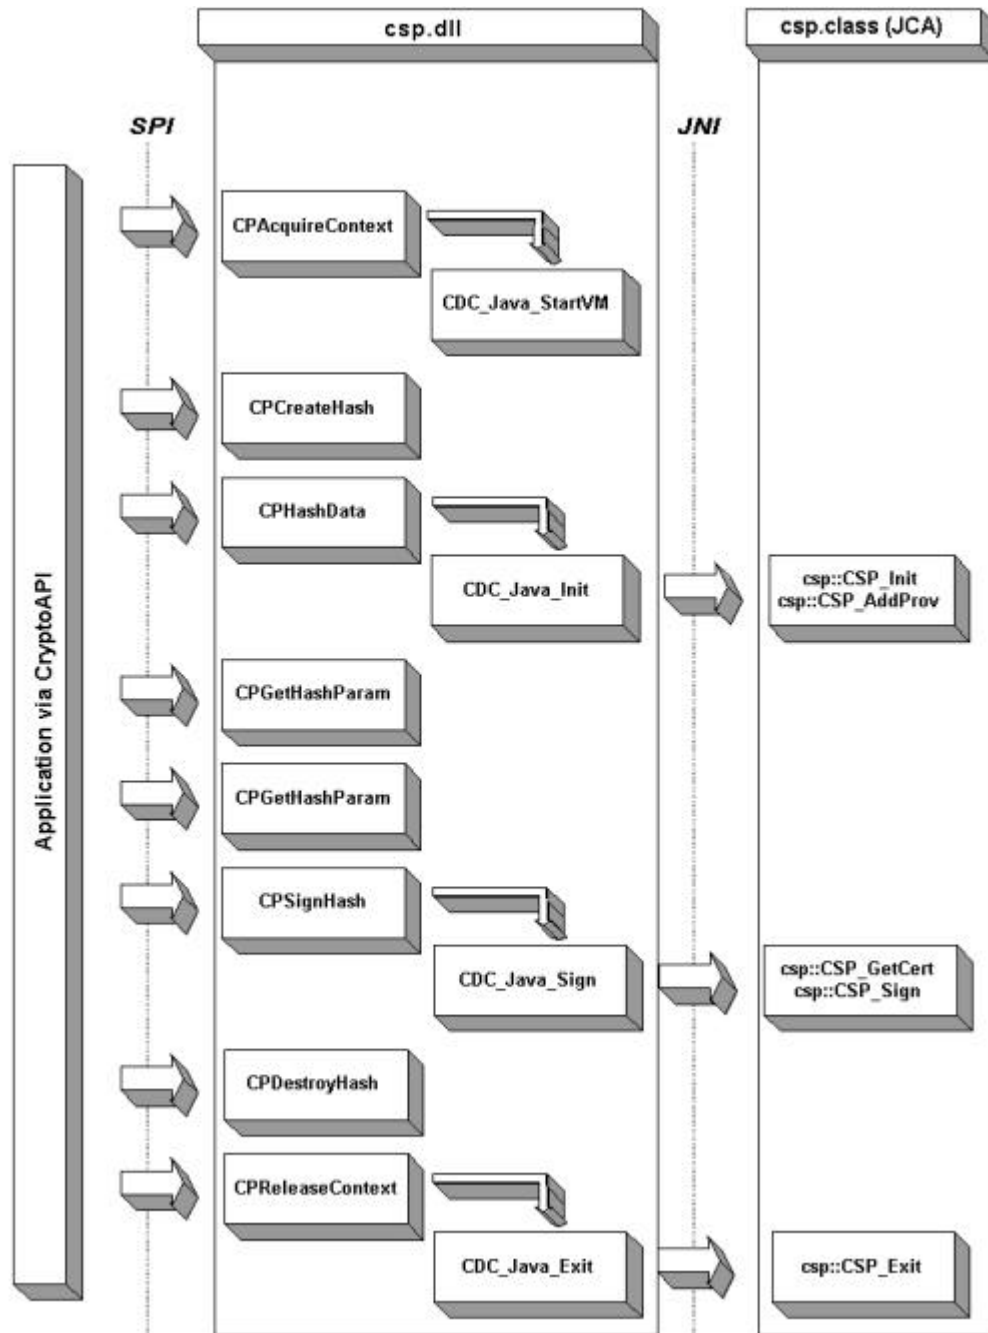 csp.dll
csp.class (JCA)
SPI
JNI
Application via CryptoAPI
CPAcquireContext
CDC_Java_StartVM
CPCreateHash
CPHashData
CDC_Java_Init
csp::CSP_Init
csp::CSP_AddProv
CPGetHashParam
CPGetHashParam
CPSignHash
CDC_Java_Sign
csp::CSP_GetCert
csp::CSP_Sign
CPDestroyHash
CPReleaseContext
CDC_Java_Exit
csp::CSP_Exit